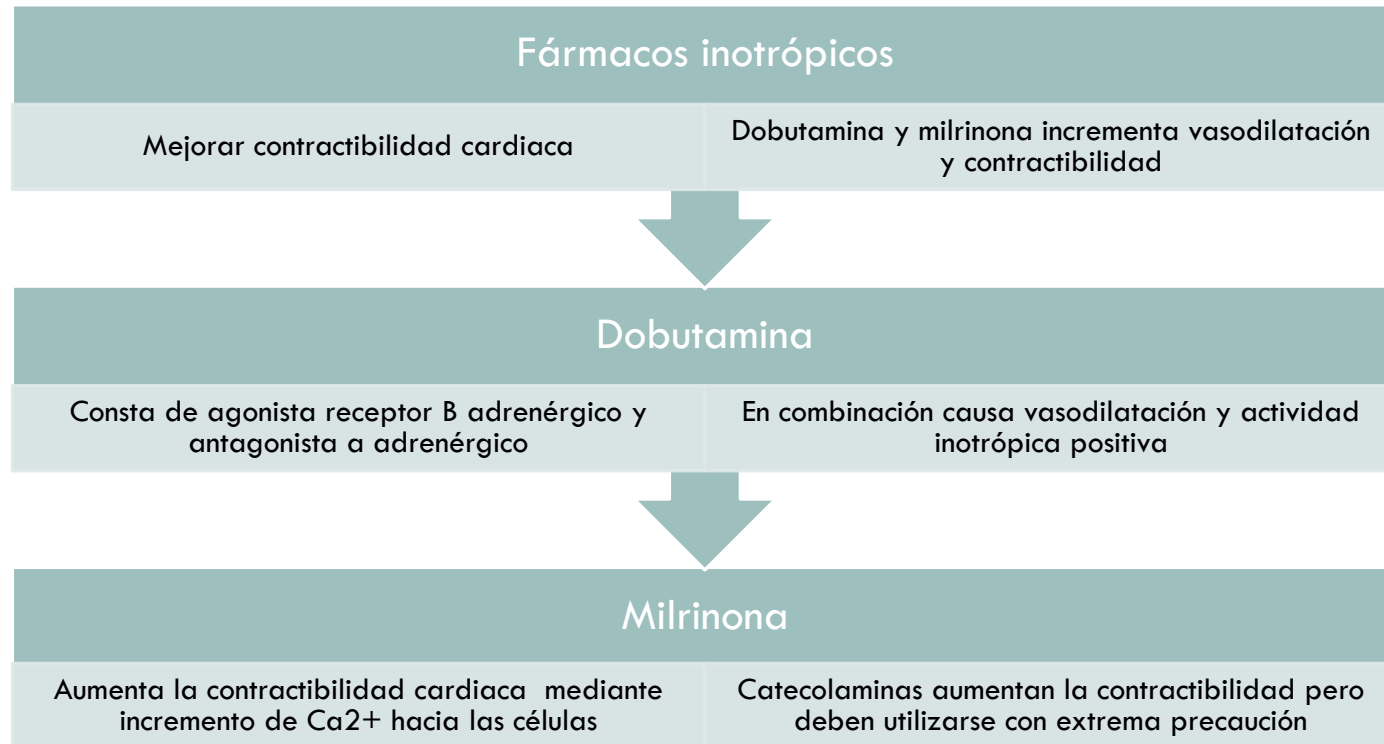 Fármacos inotrópicos
Mejorar contractibilidad cardiaca
Dobutamina y milrinona incrementa vasodilatación
y contractibilidad
Dobutamina
Consta de agonista receptor B adrenérgico y
antagonista a adrenérgico
En combinación causa vasodilatación y actividad
inotrópica positiva
Milrinona
Aumenta la contractibilidad cardiaca mediante
incremento de Ca2+ hacia las células
Catecolaminas aumentan la contractibilidad pero
deben utilizarse con extrema precaución